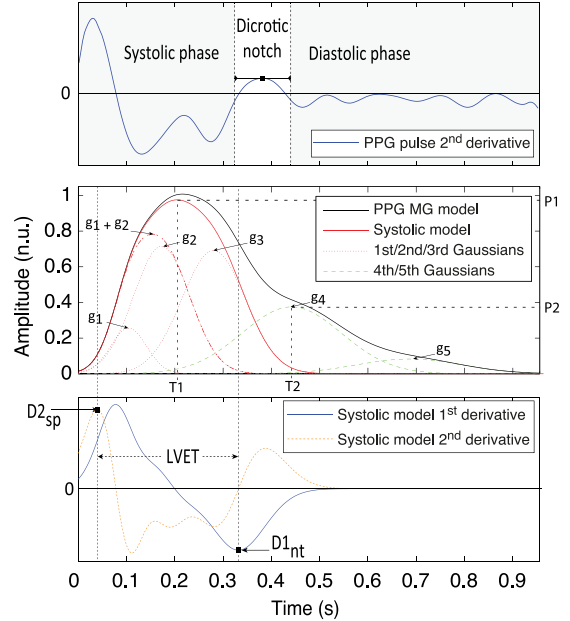 Systolic phase
Dicrotic
notch
Diastolic phase
0
PPG pulse 2nd derivative
Amplitude (n.u.)
1
0.8
0.6
0.4
0.2
0
g1 + g2
g2
g3
g1
g4
g5
PPG MG model
Systolic model
1st/2nd/3rd Gaussians
4th/5th Gaussians
P1
P2
T1
T2
D2sp
0
LVET
D1nt
Systolic model 1st derivative
Systolic model 2nd derivative
0 0.1 0.2 0.3 0.4 0.5 0.6 0.7 0.8 0.9
Time (s)